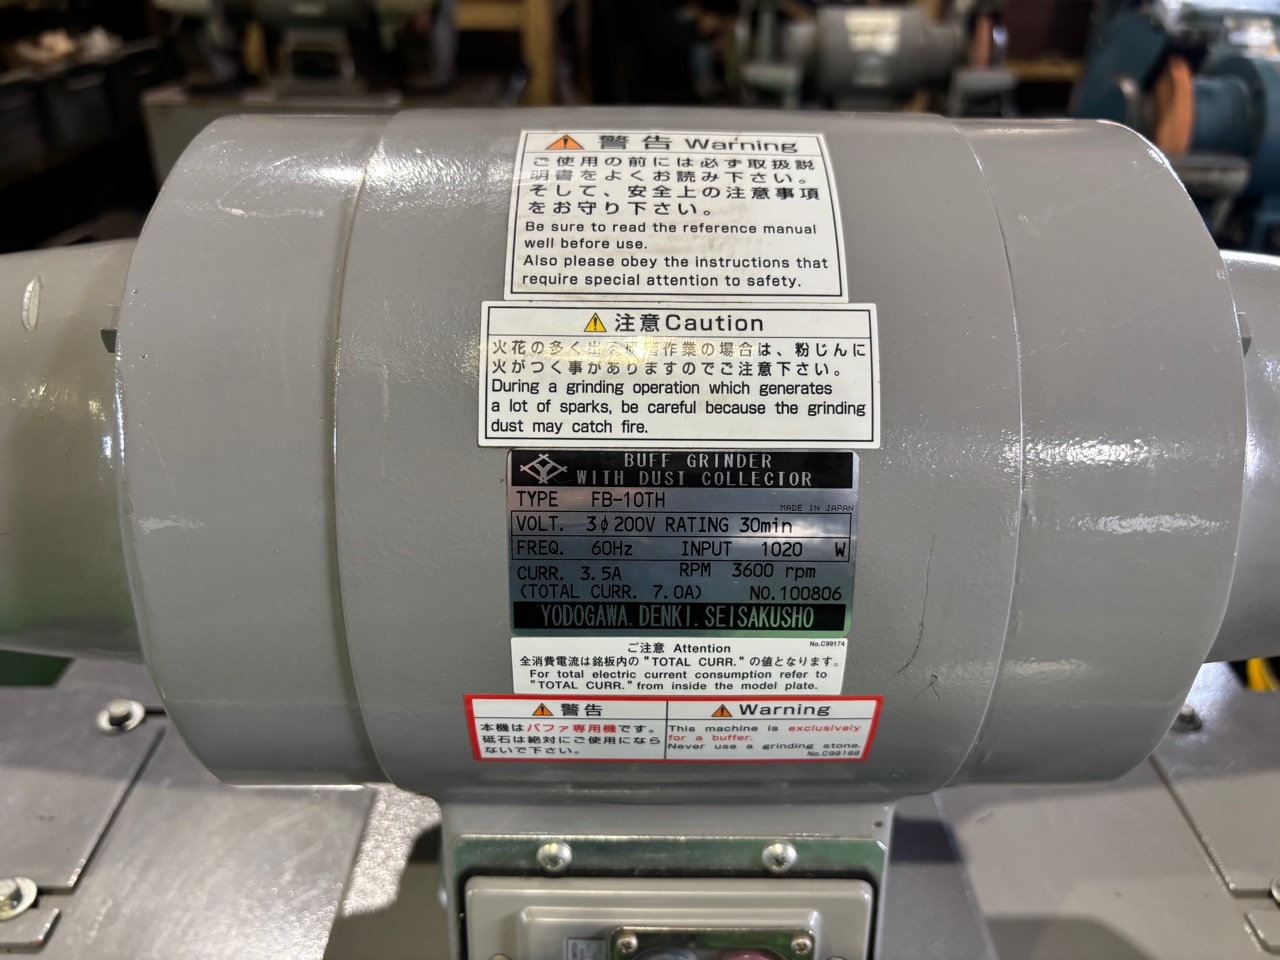 警告 Warning
ご使用の前には必ず取扱説
明書をよくお読み下さい。
そして、安全上の注意事項
をお守り下さい。
Be sure to read the reference manual
well before use.
Also please obey the instructions that
require special attention to safety.
注意 Caution
火花の多く出る研磨作業の場合は、粉じんに
火がつく事がありますのでご注意下さい。
During a grinding operation which generates
a lot of sparks, be careful because the grinding
dust may catch fire.
BUFF GRINDER
WITH DUST COLLECTOR
TYPE FB-10TH
MADE IN JAPAN
VOLT. 3φ200V RATING 30min
FREQ. 60Hz INPUT 1020 W
CURR. 3.5A RPM 3600 rpm
(TOTAL CURR. 7.0A) NO.100806
YODOGAWA.DENKI.SEISAKUSHO
ご注意 Attention No.C99174
全消費電流は銘板内の "TOTAL CURR." の値となります。
For total electric current consumption refer to
"TOTAL CURR." from inside the model plate.
警告
本機はバファ専用機です。
砥石は絶対にご使用になら
ないで下さい。
Warning
This machine is exclusively
for a buffer.
Never use a grinding stone.
No.C99168